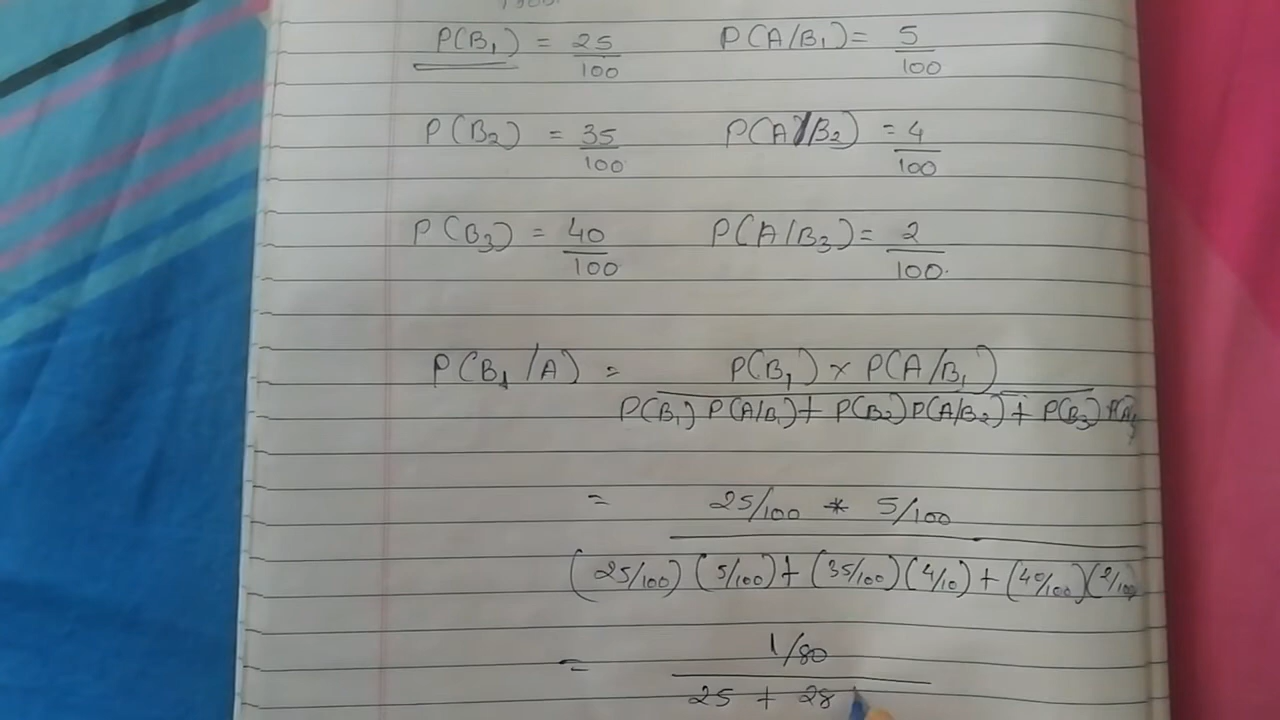 P(B₁) = 25/100 P(A/B₁) = 5/100
P(B₂) = 35/100 P(A/B₂) = 4/100
P(B₃) = 40/100 P(A/B₃) = 2/100.
P(B₁/A) = P(B₁) × P(A/B₁)
P(B₁) P(A/B₁) + P(B₂) P(A/B₂) + P(B₃)
= 25/100 * 5/100
(25/100) (5/100) + (35/100) (4/10) + (40/100) (2/100)
= 1/80
25 + 28